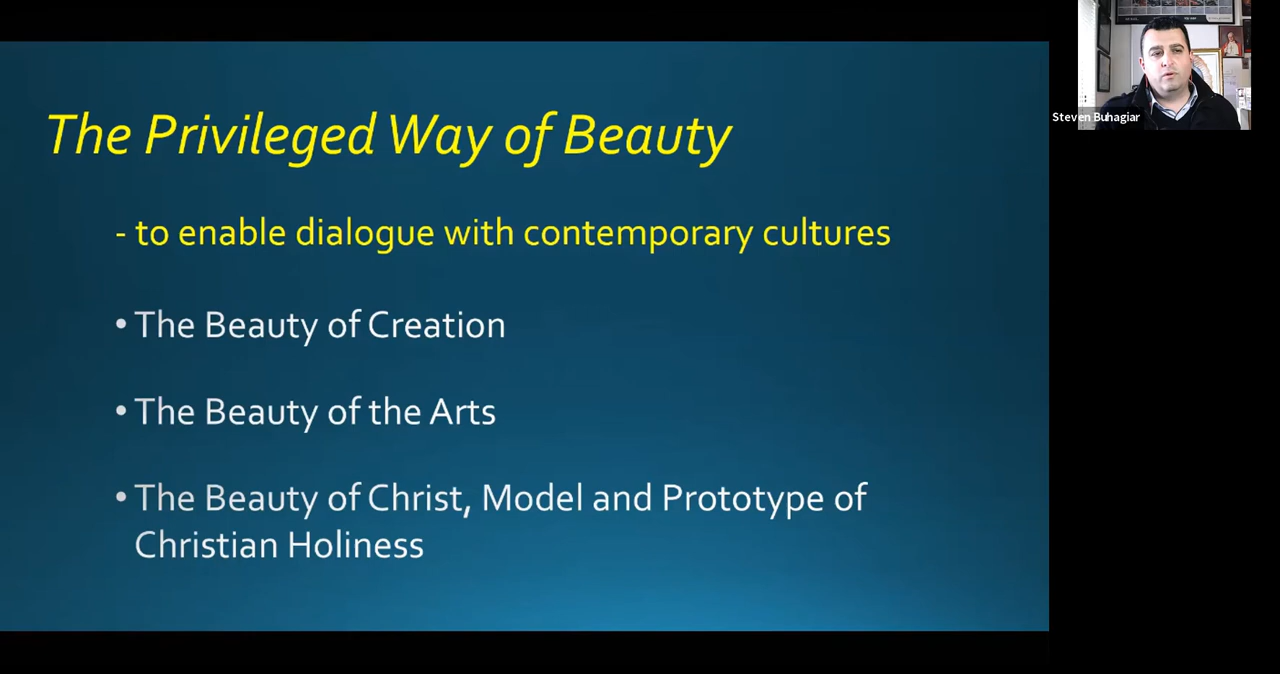 The Privileged Way of Beauty
- to enable dialogue with contemporary cultures
• The Beauty of Creation
• The Beauty of the Arts
• The Beauty of Christ, Model and Prototype of
Christian Holiness
Steven Buhagiar